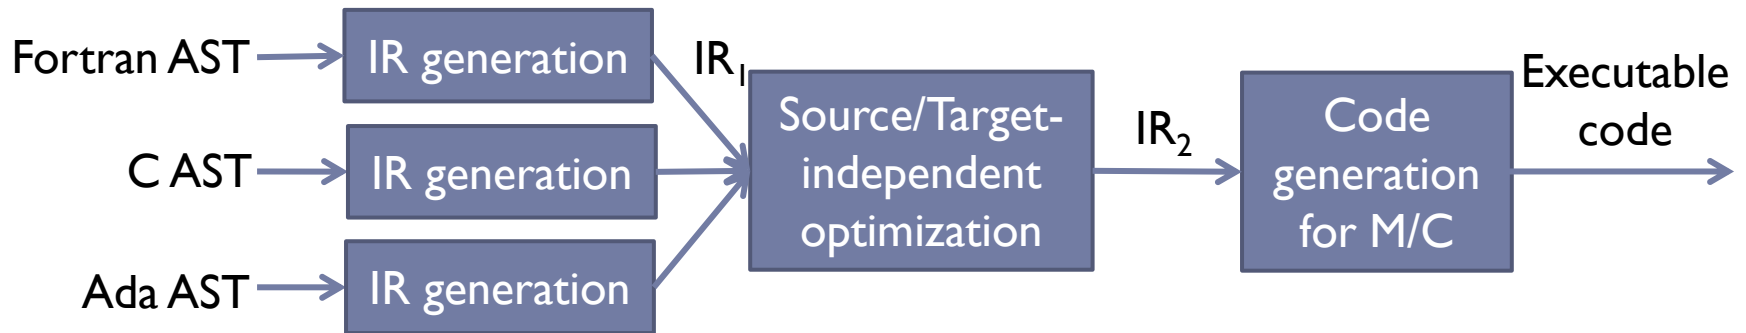 Fortran AST
IR generation
IR₁
C AST
IR generation
Ada AST
IR generation
Source/Target-
independent
optimization
IR₂
Code
generation
for M/C
Executable
code